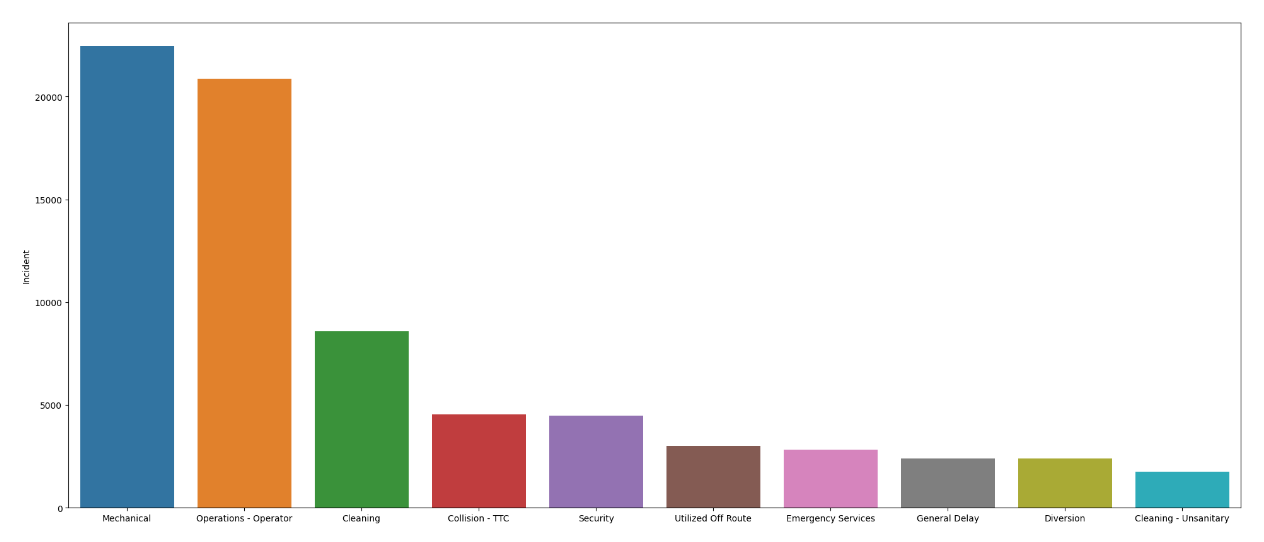 Incident
20000
15000
10000
5000
0
Mechanical Operations - Operator Cleaning Collision - TTC Security Utilized Off Route Emergency Services General Delay Diversion Cleaning - Unsanitary